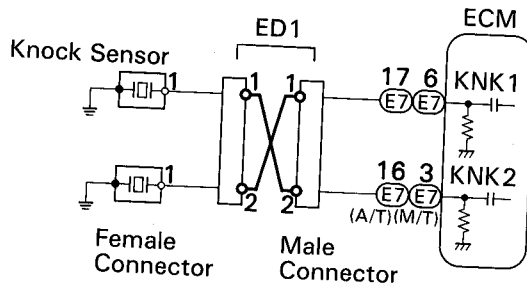 ECM
ED1
Knock Sensor
1
1
1
17 6
E7 E7
KNK1
1
2
2
16 3
E7 E7
KNK2
(A/T)(M/T)
Female
Connector
Male
Connector